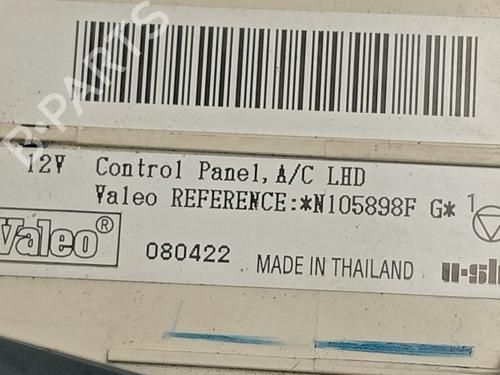 B-PARTS
12V Control Panel, A/C LHD
Valeo REFERENCE:*N105898F G* 1
Valeo ® 080422 MADE IN THAILAND